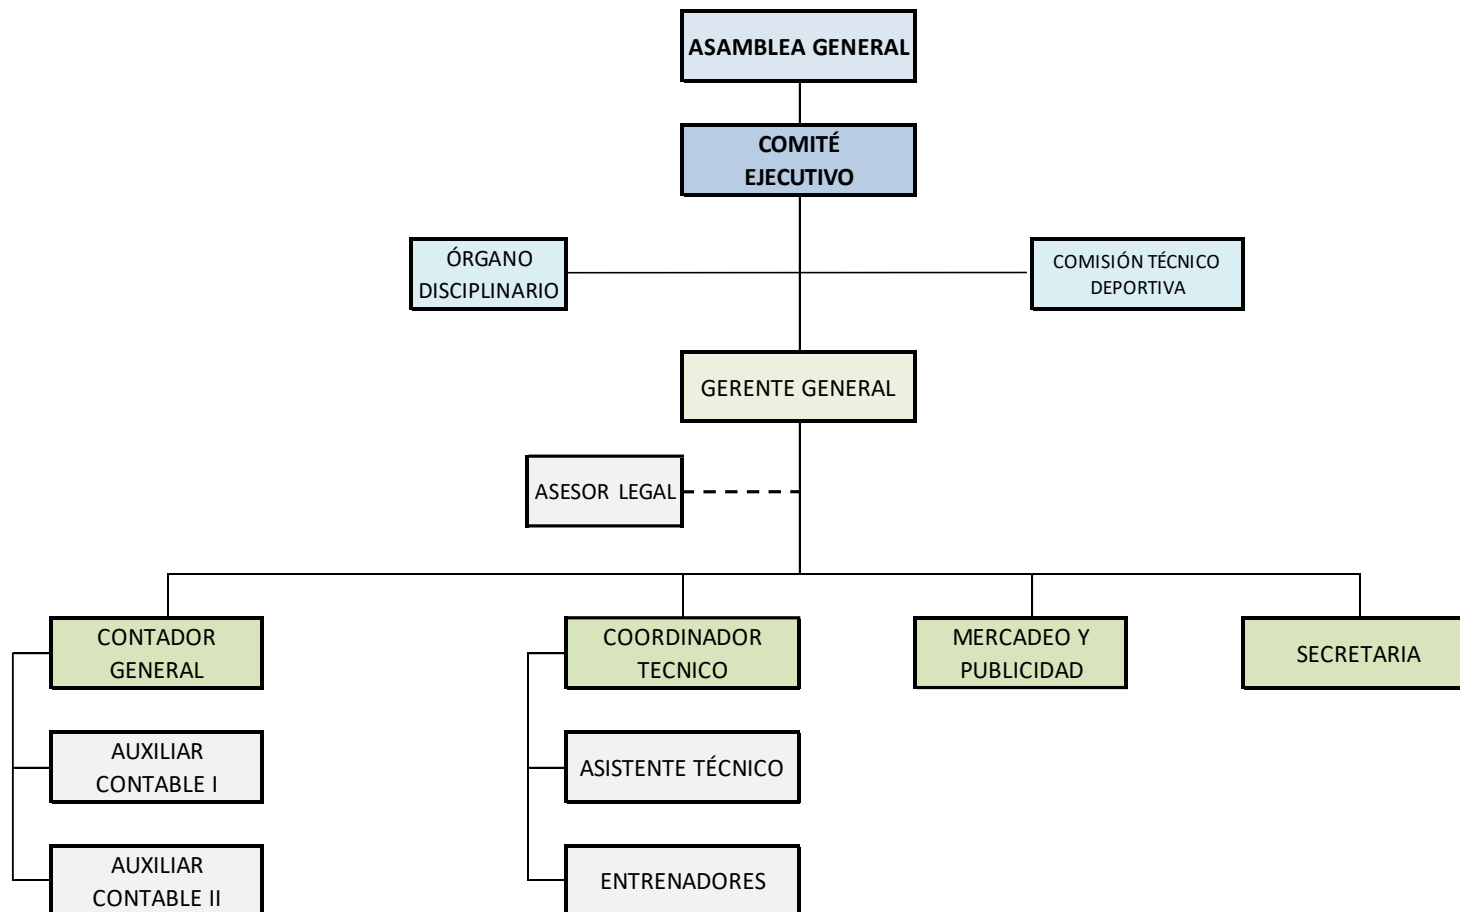 ASAMBLEA GENERAL
COMITÉ
EJECUTIVO
ÓRGANO
DISCIPLINARIO
COMISIÓN TÉCNICO
DEPORTIVA
GERENTE GENERAL
ASESOR LEGAL
CONTADOR
GENERAL
COORDINADOR
TECNICO
MERCADEO Y
PUBLICIDAD
SECRETARIA
AUXILIAR
CONTABLE I
ASISTENTE TÉCNICO
AUXILIAR
CONTABLE II
ENTRENADORES